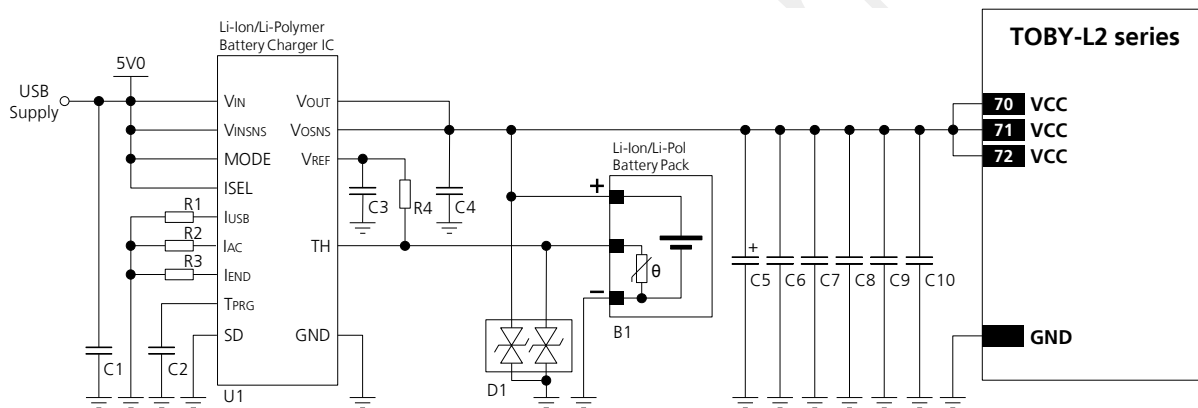 Li-Ion/Li-Polymer
Battery Charger IC
TOBY-L2 series
5V0
USB
Supply
VIN
VOUT
VINSNS
VOSNS
MODE
VREF
ISEL
IUSB
IAC
TH
IEND
TPRG
SD
GND
U1
R1
R2
R3
C1
C2
C3
R4
C4
Li-Ion/Li-Pol
Battery Pack
+
θ
–
B1
D1
+
C5
C6
C7
C8
C9
C10
70 VCC
71 VCC
72 VCC
GND